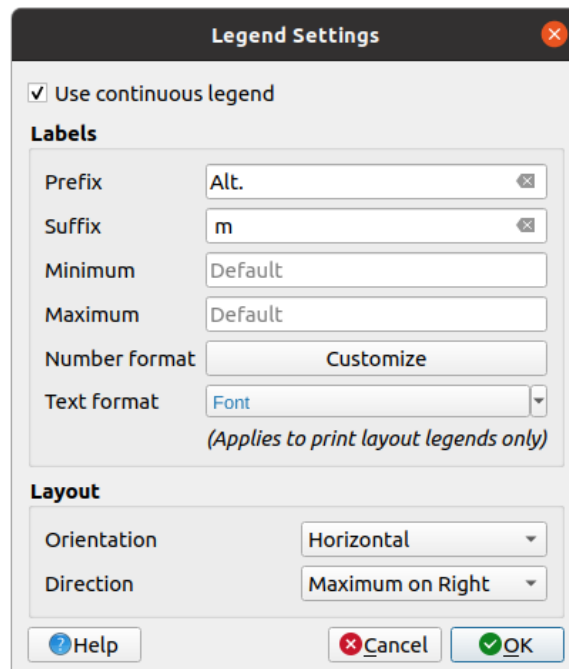 Legend Settings
Use continuous legend
Labels
Prefix Alt.
Suffix m
Minimum Default
Maximum Default
Number format Customize
Text format Font
(Applies to print layout legends only)
Layout
Orientation Horizontal
Direction Maximum on Right
Help Cancel OK